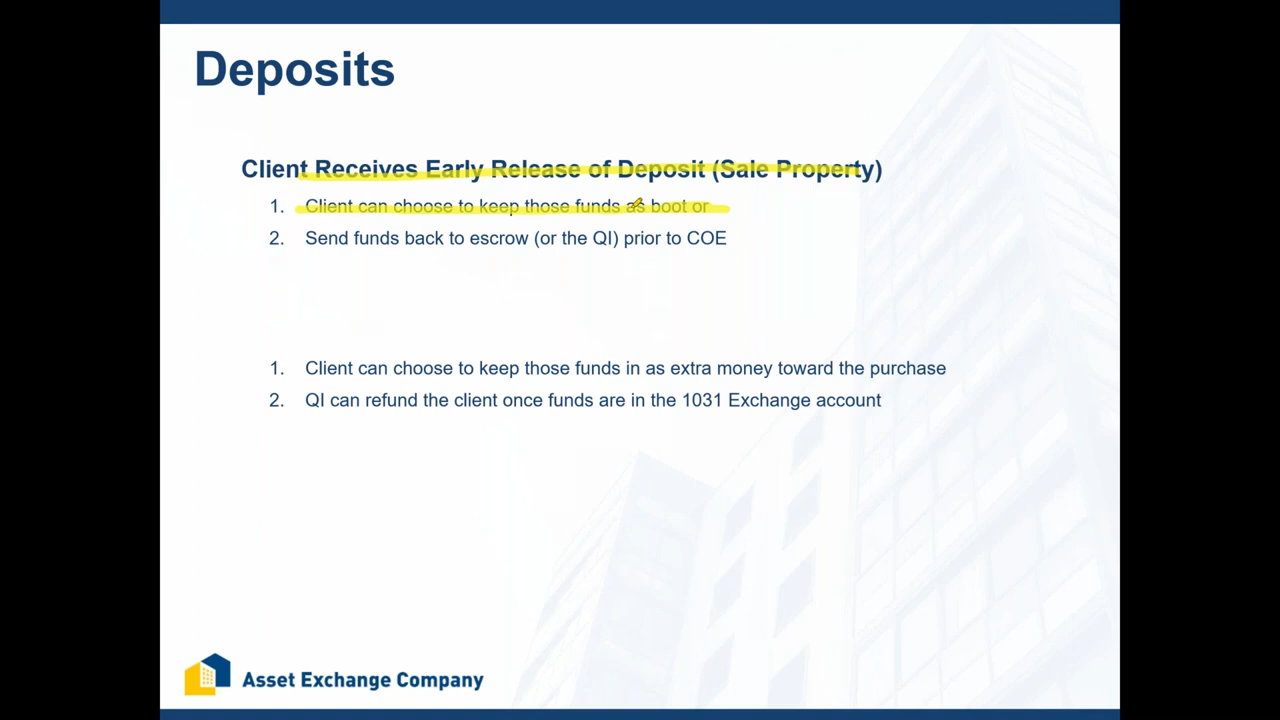 Deposits
Client Receives Early Release of Deposit (Sale Property)
1. Client can choose to keep those funds as boot or
2. Send funds back to escrow (or the QI) prior to COE
1. Client can choose to keep those funds in as extra money toward the purchase
2. QI can refund the client once funds are in the 1031 Exchange account
Asset Exchange Company